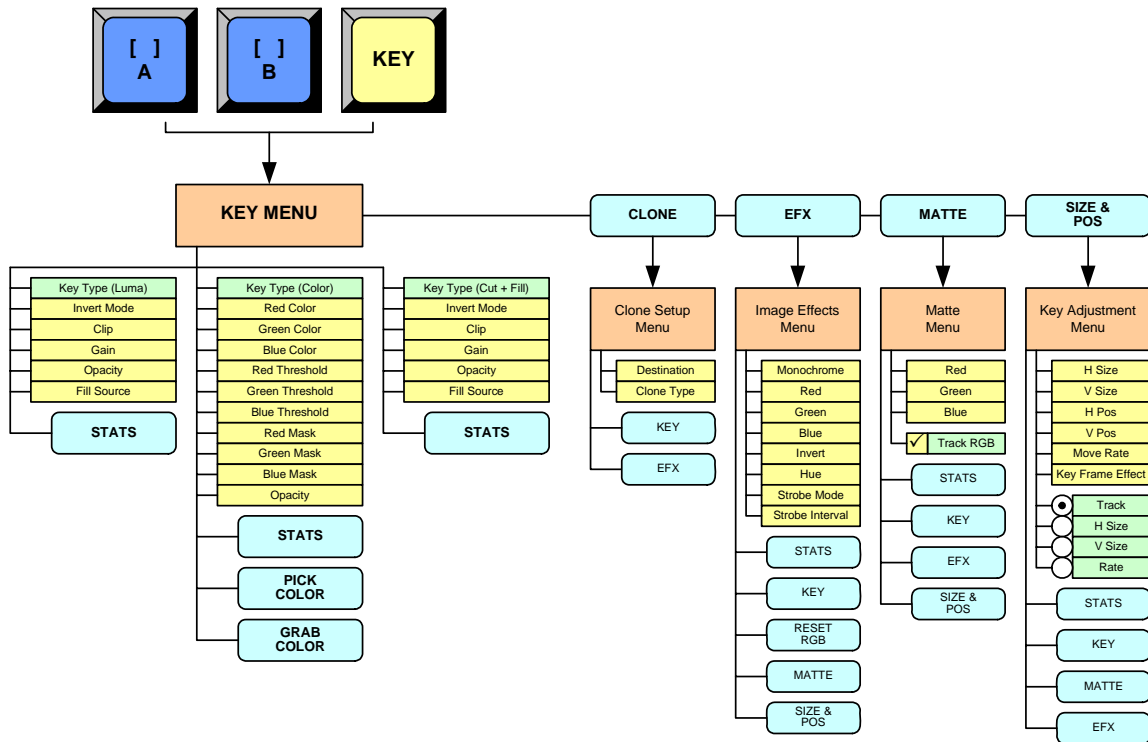 [ ]
A
[ ]
B
KEY
KEY MENU
CLONE
EFX
MATTE
SIZE &
POS
Key Type (Luma)
Invert Mode
Clip
Gain
Opacity
Fill Source
STATS
Key Type (Color)
Red Color
Green Color
Blue Color
Red Threshold
Green Threshold
Blue Threshold
Red Mask
Green Mask
Blue Mask
Opacity
STATS
PICK
COLOR
GRAB
COLOR
Key Type (Cut + Fill)
Invert Mode
Clip
Gain
Opacity
Fill Source
STATS
Clone Setup
Menu
Destination
Clone Type
KEY
EFX
Image Effects
Menu
Monochrome
Red
Green
Blue
Invert
Hue
Strobe Mode
Strobe Interval
STATS
KEY
RESET
RGB
MATTE
SIZE &
POS
Matte
Menu
Red
Green
Blue
Track RGB
STATS
KEY
EFX
SIZE &
POS
Key Adjustment
Menu
H Size
V Size
H Pos
V Pos
Move Rate
Key Frame Effect
Track
H Size
V Size
Rate
STATS
KEY
MATTE
EFX